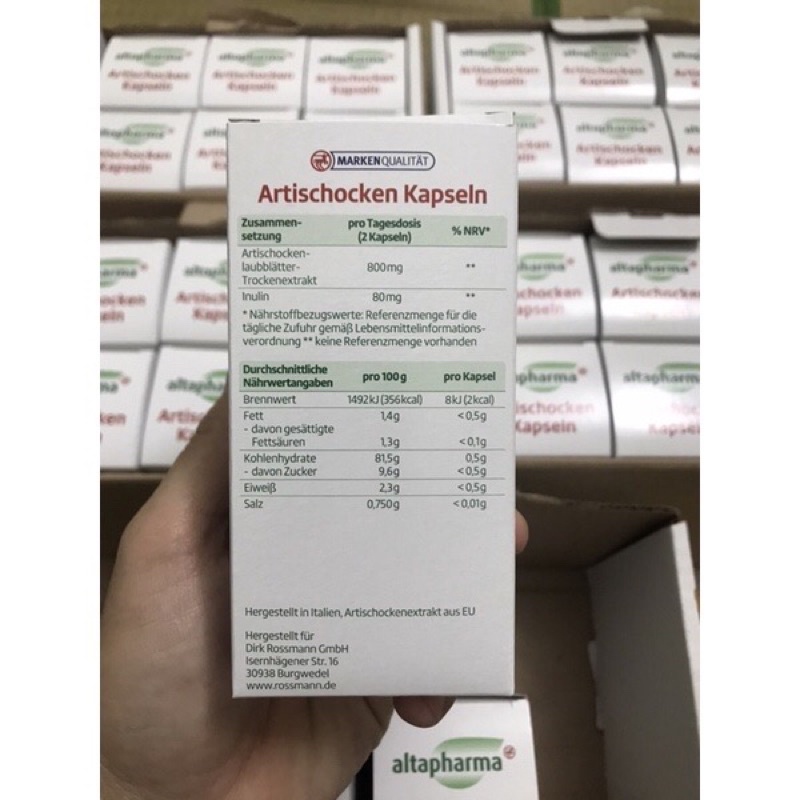 altapharma
Artischocken
Kapseln
MARKENQUALITÄT
Artischocken Kapseln
Zusammen- pro Tagesdosis % NRV*
setzung (2 Kapseln)
Artischocken-
laubblätter- 800mg **
Trockenextrakt
Inulin 80mg **
* Nährstoffbezugswerte: Referenzmenge für die
tägliche Zufuhr gemäß Lebensmittelinformations-
verordnung ** keine Referenzmenge vorhanden
Durchschnittliche pro 100g pro Kapsel
Nährwertangaben
Brennwert 1492kJ (356kcal) 8kJ (2kcal)
Fett 1,4g <0,5g
- davon gesättigte
Fettsäuren 1,3g <0,1g
Kohlenhydrate 81,5g 0,5g
- davon Zucker 9,6g <0,5g
Eiweiß 2,3g <0,5g
Salz 0,750g <0,01g
Hergestellt in Italien, Artischockenextrakt aus EU
Hergestellt für
Dirk Rossmann GmbH
Isernhägener Str. 16
30938 Burgwedel
www.rossmann.de
altapharma